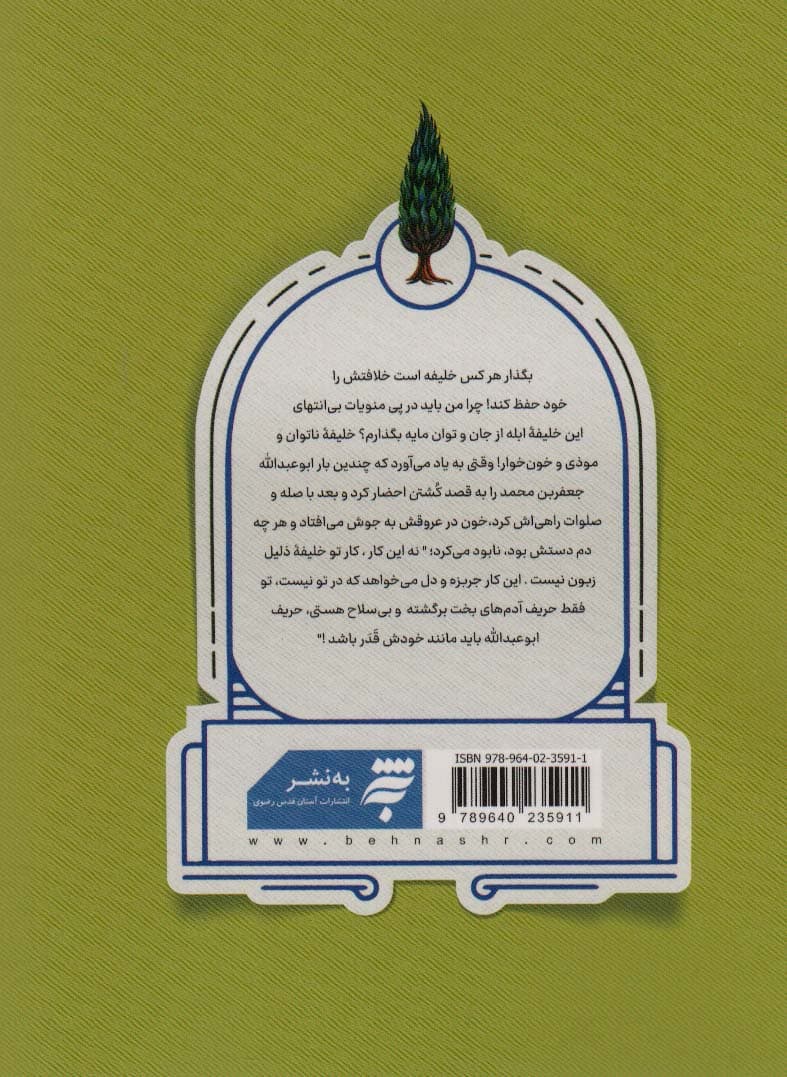 بگذار هر کس خلیفه است خلافتش را
خود حفظ کند! چرا من باید در پی منویات بی‌انتهای
این خلیفهٔ ابله از جان و توان مایه بگذارم؟ خلیفهٔ ناتوان و
موذی و خون‌خوار! وقتی به یاد می‌آورد که چندین بار ابوعبدالله
جعفربن محمد را به قصد کُشتن احضار کرد و بعد با صله و
صلوات راهی‌اش کرد،خون در عروقش به جوش می‌افتاد و هر چه
دم دستش بود، نابود می‌کرد؛" نه این کار ، کار تو خلیفهٔ ذلیل
زبون نیست . این کار جربزه و دل می‌خواهد که در تو نیست، تو
فقط حریف آدم‌های بخت برگشته و بی‌سلاح هستی، حریف
ابوعبدالله باید مانند خودش قَدَر باشد !"
به‌نشر
انتشارات آستان قدس رضوی
ISBN 978-964-02-3591-1
9 789640 235911
www.behnashr.com